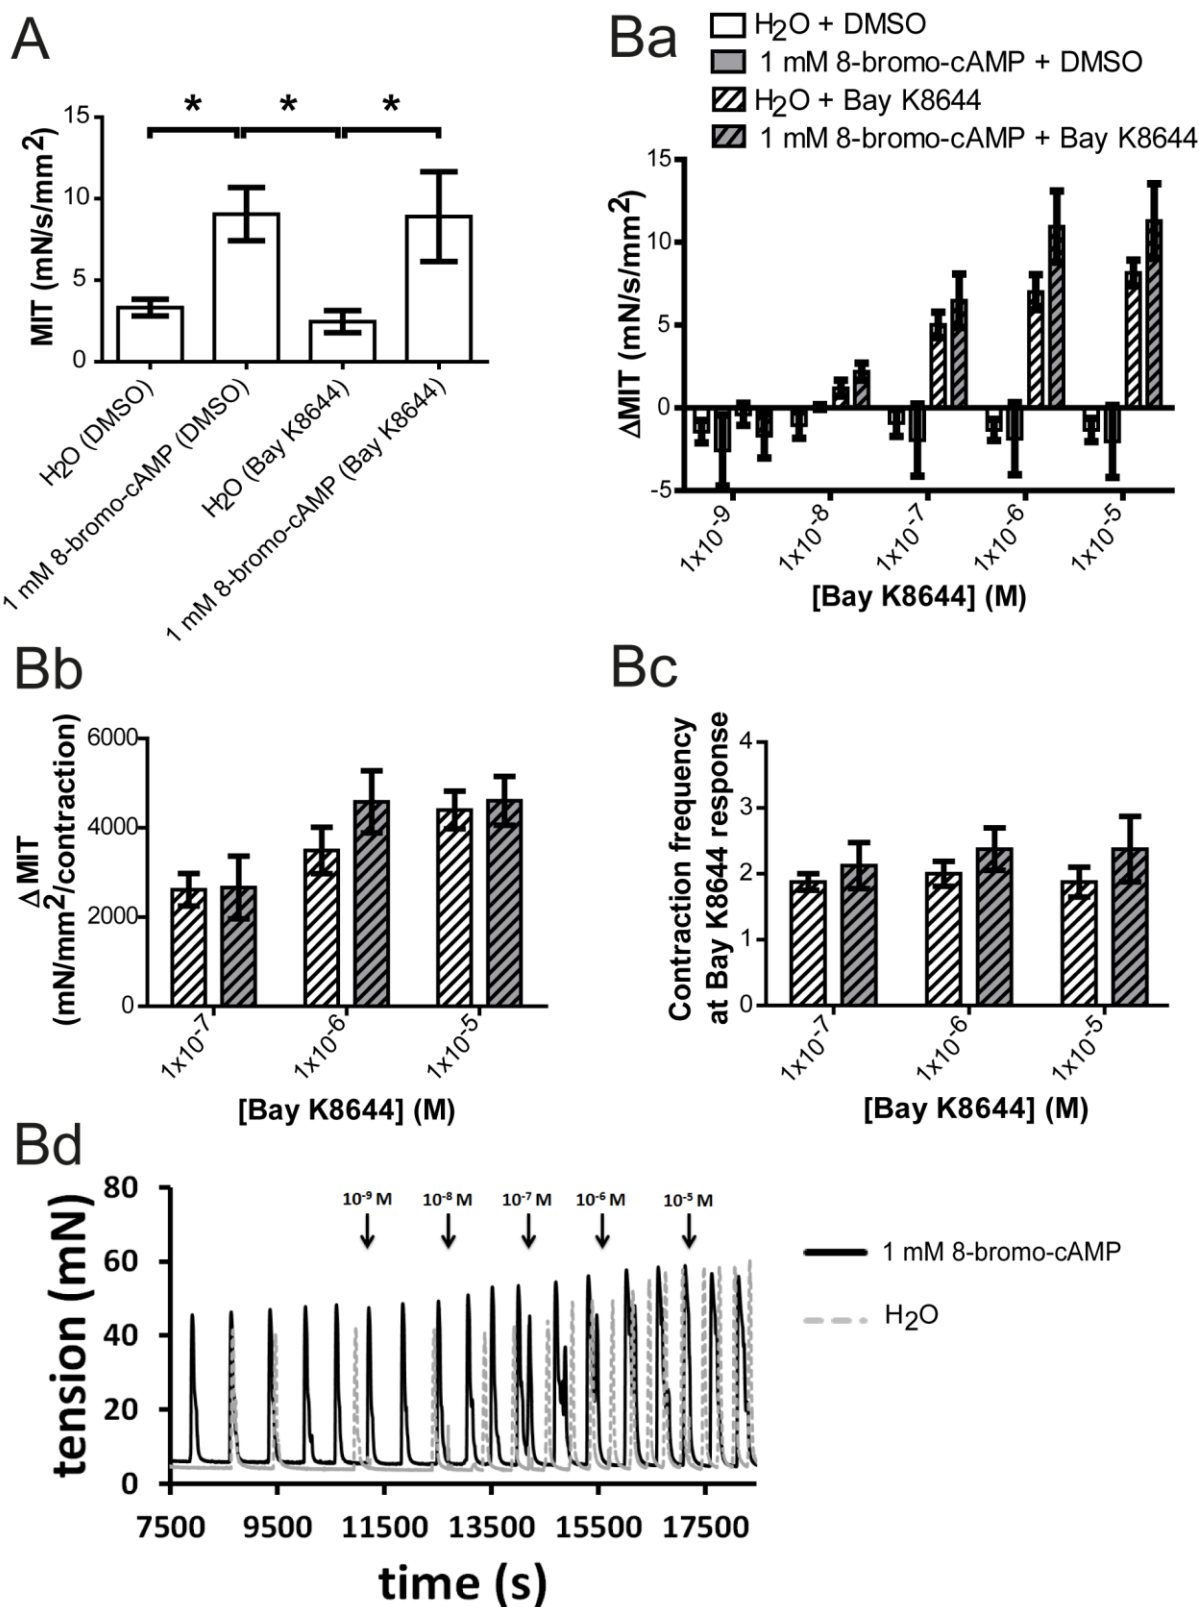 A
MIT (mN/s/mm²)
15
10
5
0
* * *
H₂O (DMSO)
1 mM 8-bromo-cAMP (DMSO)
H₂O (Bay K8644)
1 mM 8-bromo-cAMP (Bay K8644)
Ba
H₂O + DMSO
1 mM 8-bromo-cAMP + DMSO
H₂O + Bay K8644
1 mM 8-bromo-cAMP + Bay K8644
ΔMIT (mN/s/mm²)
15
10
5
0
-5
1x10⁻⁹
1x10⁻⁸
1x10⁻⁷
1x10⁻⁶
1x10⁻⁵
[Bay K8644] (M)
Bb
Δ MIT
(mN/mm²/contraction)
6000
4000
2000
0
1x10⁻⁷
1x10⁻⁶
1x10⁻⁵
[Bay K8644] (M)
Bc
Contraction frequency
at Bay K8644 response
4
3
2
1
0
1x10⁻⁷
1x10⁻⁶
1x10⁻⁵
[Bay K8644] (M)
Bd
tension (mN)
80
60
40
20
0
10⁻⁹ M
10⁻⁸ M
10⁻⁷ M
10⁻⁶ M
10⁻⁵ M
1 mM 8-bromo-cAMP
H₂O
7500 9500 11500 13500 15500 17500
time (s)